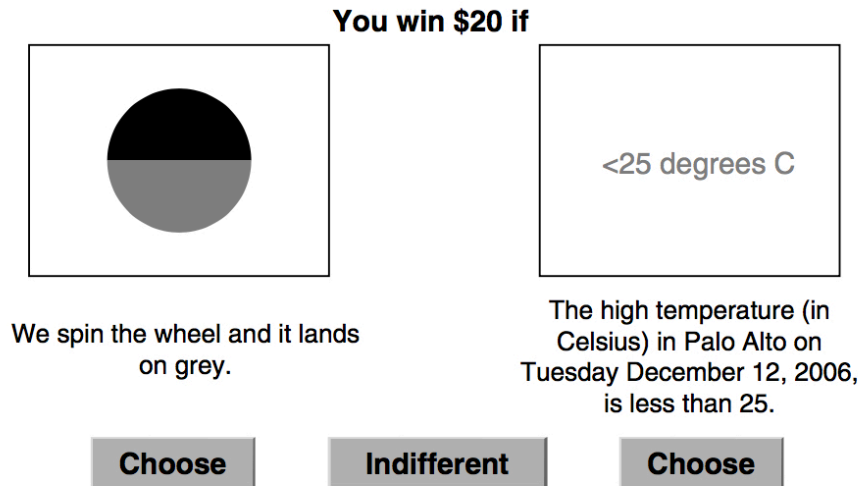 You win $20 if
<25 degrees C
We spin the wheel and it lands
on grey.
The high temperature (in
Celsius) in Palo Alto on
Tuesday December 12, 2006,
is less than 25.
Choose
Indifferent
Choose